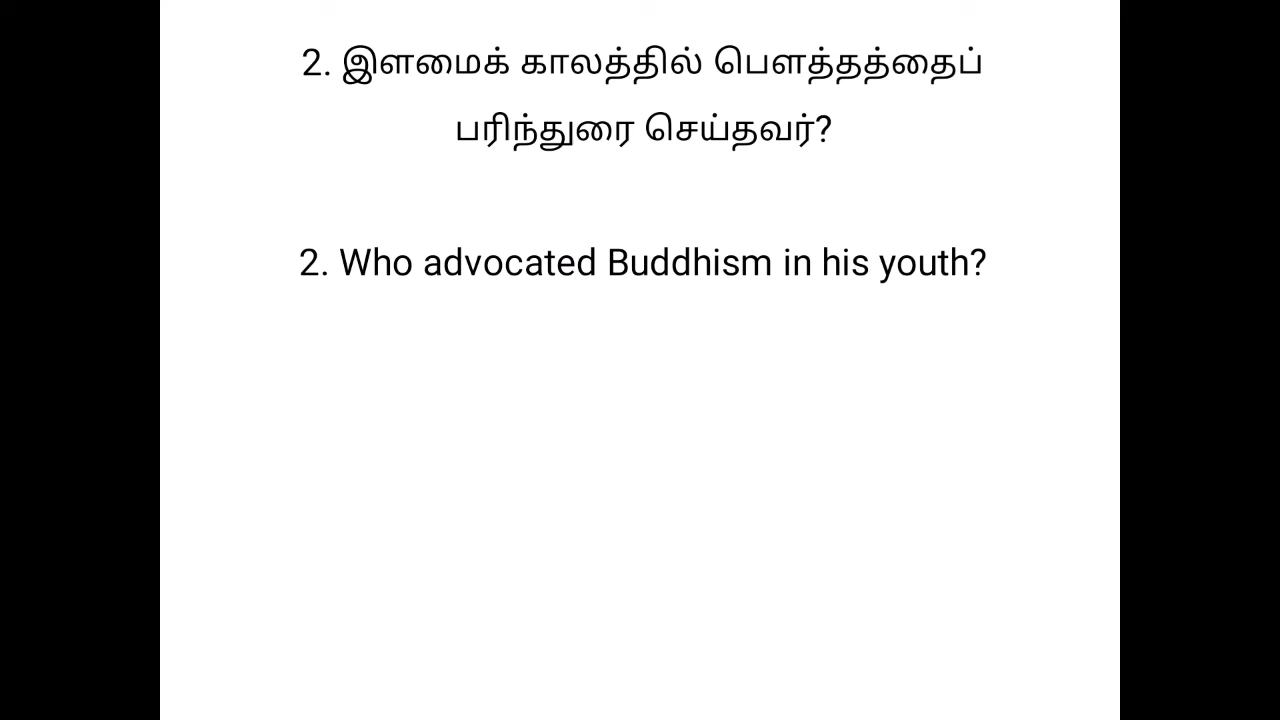 2. இளமைக் காலத்தில் பௌத்தத்தைப்
பரிந்துரை செய்தவர்?
2. Who advocated Buddhism in his youth?